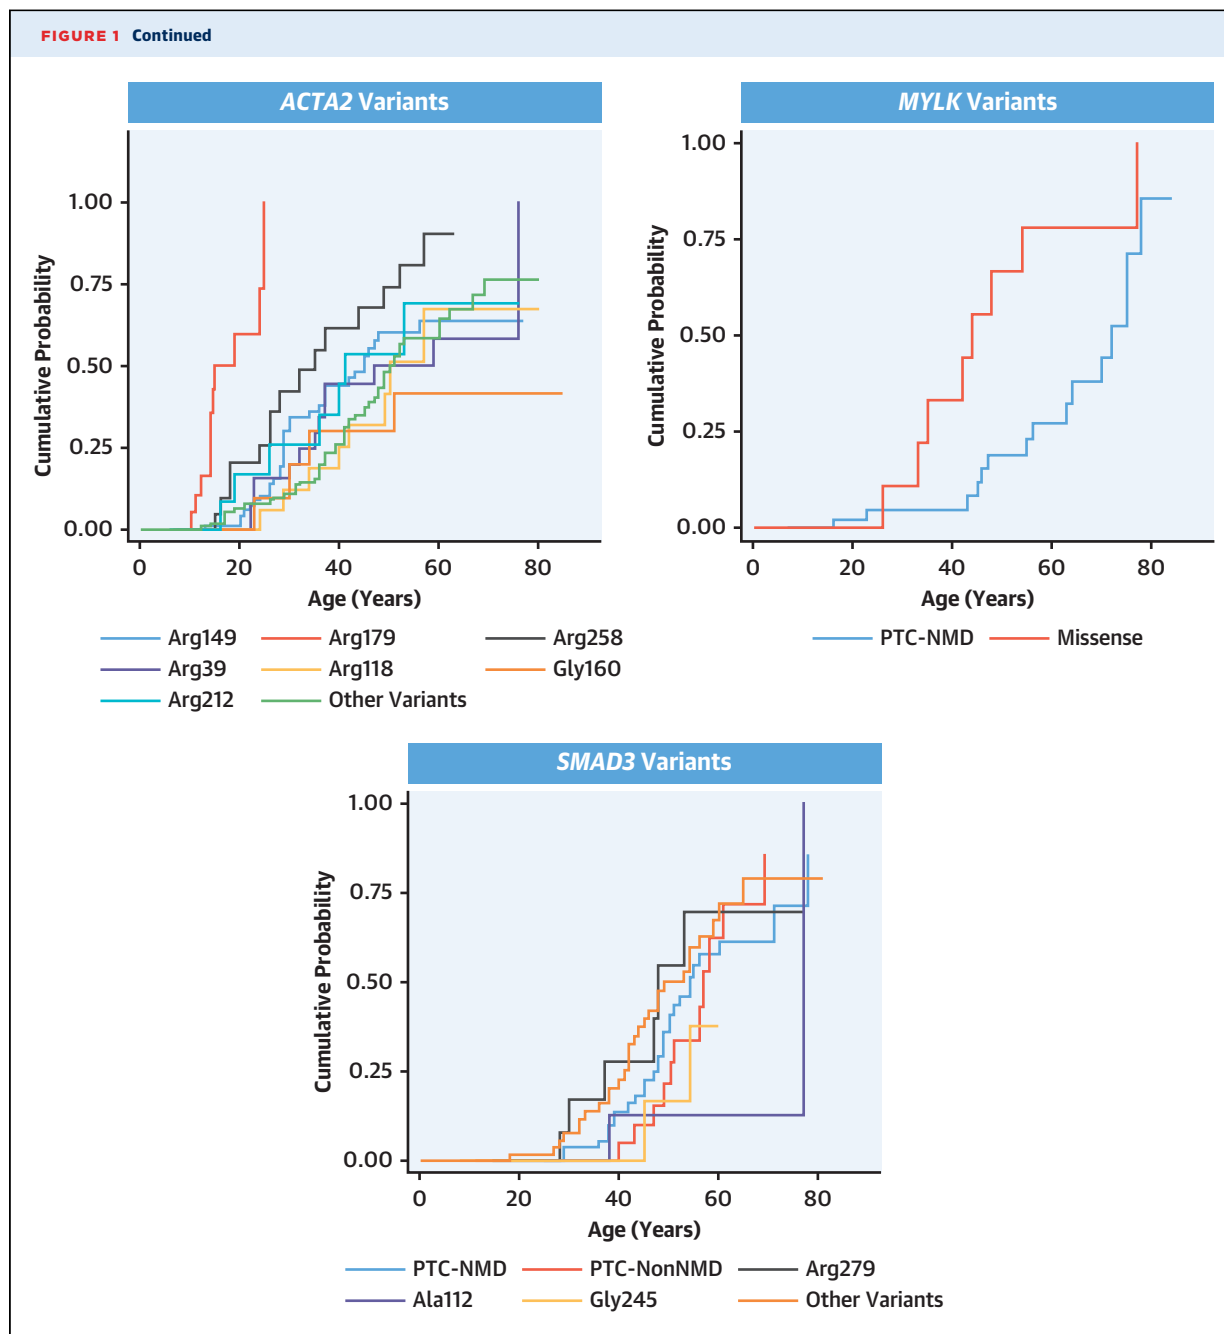 FIGURE 1 Continued
ACTA2 Variants
1.00
0.75
0.50
0.25
0.00
Cumulative Probability
0 20 40 60 80
Age (Years)
Arg149 Arg179 Arg258
Arg39 Arg118 Gly160
Arg212 Other Variants
MYLK Variants
1.00
0.75
0.50
0.25
0.00
Cumulative Probability
0 20 40 60 80
Age (Years)
PTC-NMD Missense
SMAD3 Variants
1.00
0.75
0.50
0.25
0.00
Cumulative Probability
0 20 40 60 80
Age (Years)
PTC-NMD PTC-NonNMD Arg279
Ala112 Gly245 Other Variants